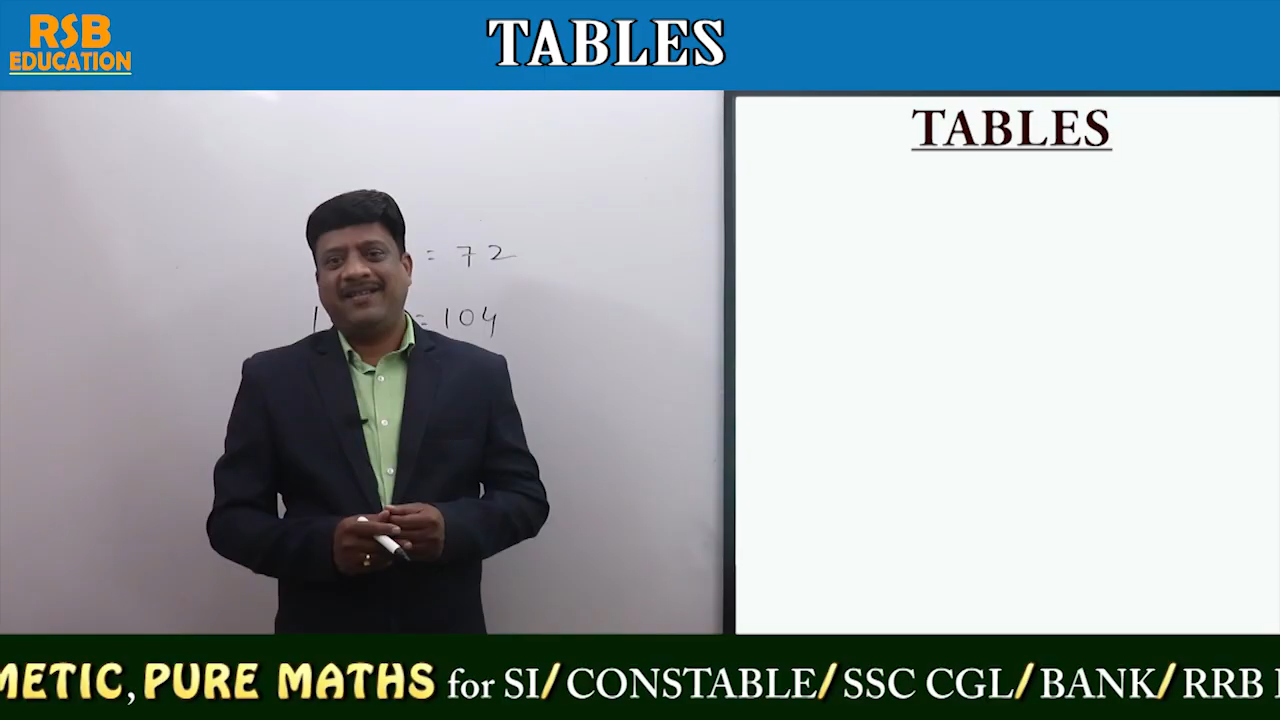 RSB
EDUCATION
TABLES
TABLES
= 72
= 104
METIC, PURE MATHS for SI/CONSTABLE/SSC CGL/BANK/RRB